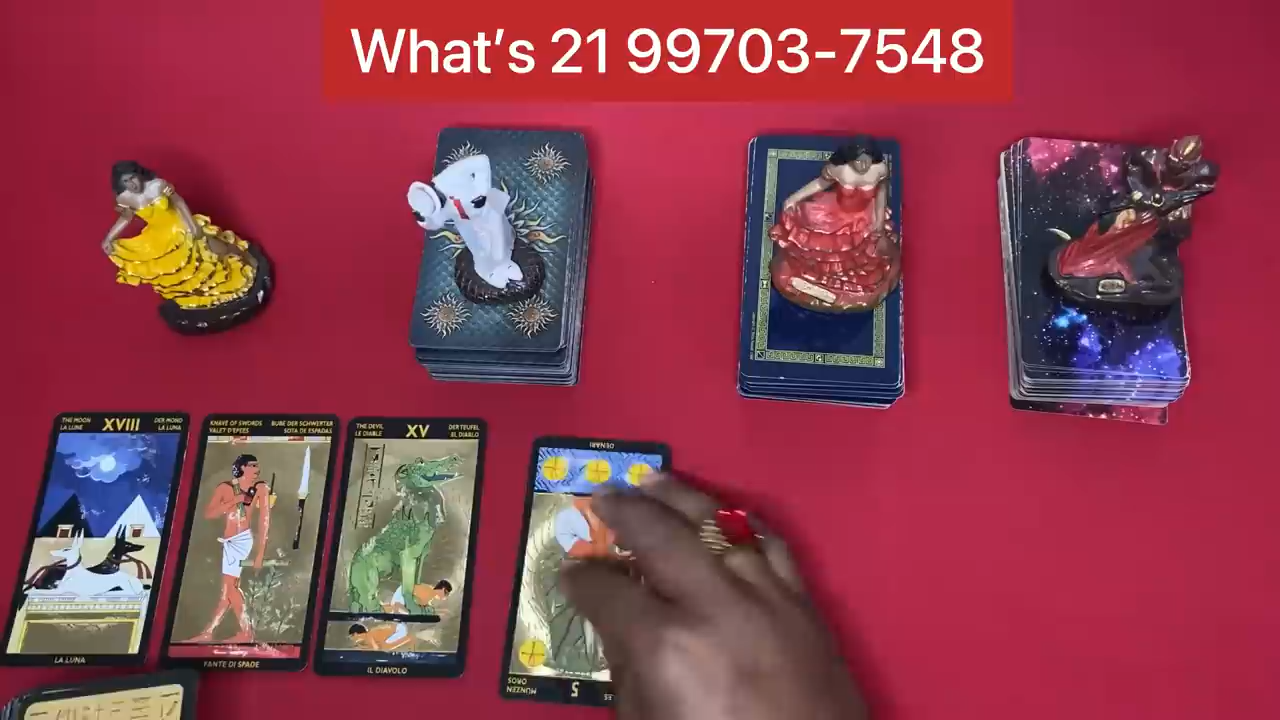 What's 21 99703-7548
THE MOON
LA LUNE
XVIII
DER MOND
LA LUNA
LA LUNA
KNAVE OF SWORDS
VALET D'EPEES
BUBE DER SCHWERTER
SOTA DE ESPADAS
FANTE DI SPADE
THE DEVIL
LE DIABLE
XV
DER TEUFEL
EL DIABLO
IL DIAVOLO
DENARI
OROS
MÜNZEN
5